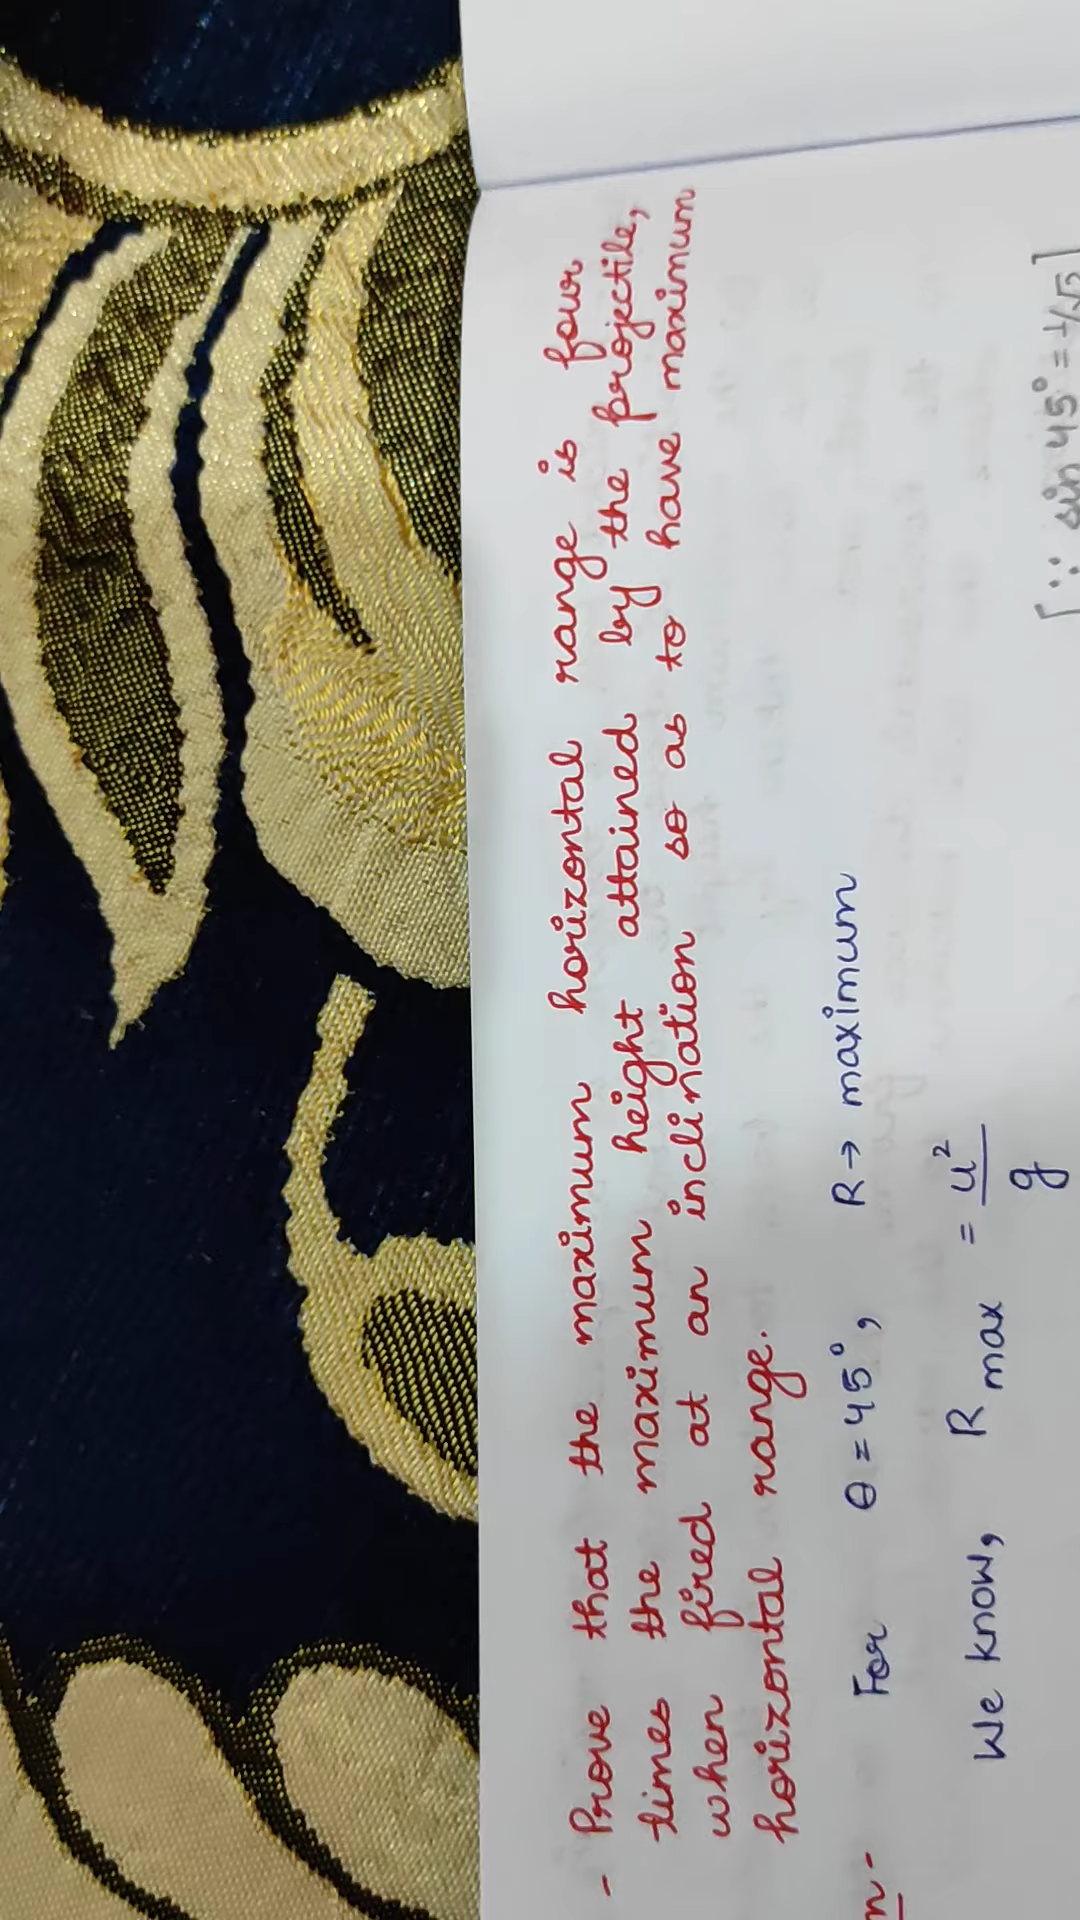 - Prove that the maximum horizontal range is four
times the maximum height attained by the projectile,
when fired at an inclination so as to have maximum
horizontal range.
n - For θ = 45°, R → maximum
We know, R max = u²/g
[∵ sin 45° = 1/√2]